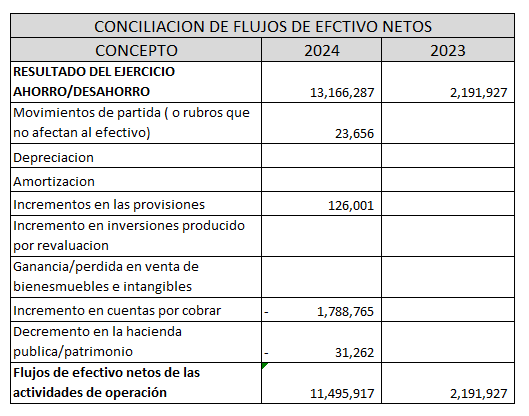 CONCILIACION DE FLUJOS DE EFCTIVO NETOS
CONCEPTO 2024 2023
RESULTADO DEL EJERCICIO
AHORRO/DESAHORRO 13,166,287 2,191,927
Movimientos de partida ( o rubros que
no afectan al efectivo) 23,656
Depreciacion
Amortizacion
Incrementos en las provisiones 126,001
Incremento en inversiones producido
por revaluacion
Ganancia/perdida en venta de
bienesmuebles e intangibles
Incremento en cuentas por cobrar - 1,788,765
Decremento en la hacienda
publica/patrimonio - 31,262
Flujos de efectivo netos de las
actividades de operación 11,495,917 2,191,927